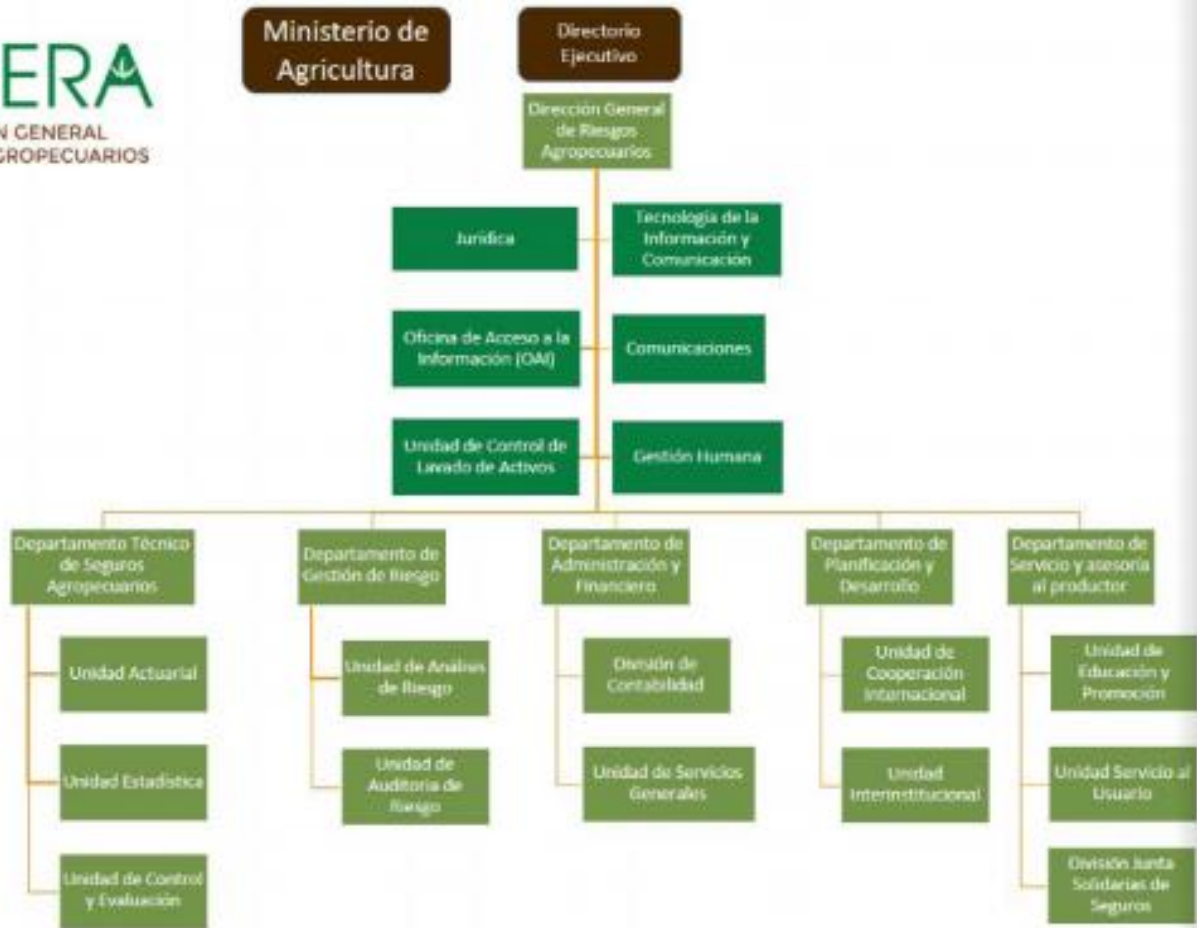 ERA
N GENERAL
GROPECUARIOS
Ministerio de
Agricultura
Directorio
Ejecutivo
Dirección General
de Riesgos
Agropecuarios
Jurídica
Tecnología de la
Información y
Comunicación
Oficina de Acceso a la
Información (OAI)
Comunicaciones
Unidad de Control de
Lavado de Activos
Gestión Humana
Departamento Técnico
de Seguros
Agropecuarios
Departamento de
Gestión de Riesgo
Departamento de
Administración y
Financiero
Departamento de
Planificación y
Desarrollo
Departamento de
Servicio y asesoría
al productor
Unidad Actuarial
Unidad de Análisis
de Riesgo
División de
Contabilidad
Unidad de
Cooperación
Internacional
Unidad de
Educación y
Promoción
Unidad Estadística
Unidad de
Auditoria de
Riesgo
Unidad de Servicios
Generales
Unidad
Interinstitucional
Unidad Servicio al
Usuario
Unidad de Control
y Evaluación
División Junta
Solidarias de
Seguros